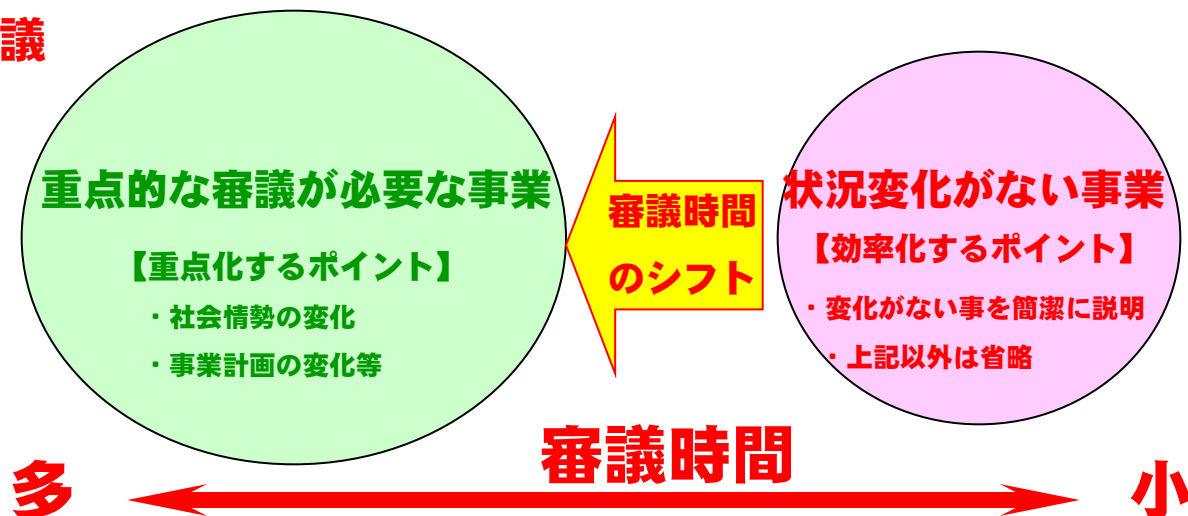 議
重点的な審議が必要な事業
【重点化するポイント】
・社会情勢の変化
・事業計画の変化等
審議時間
のシフト
状況変化がない事業
【効率化するポイント】
・変化がない事を簡潔に説明
・上記以外は省略
審議時間
多
小